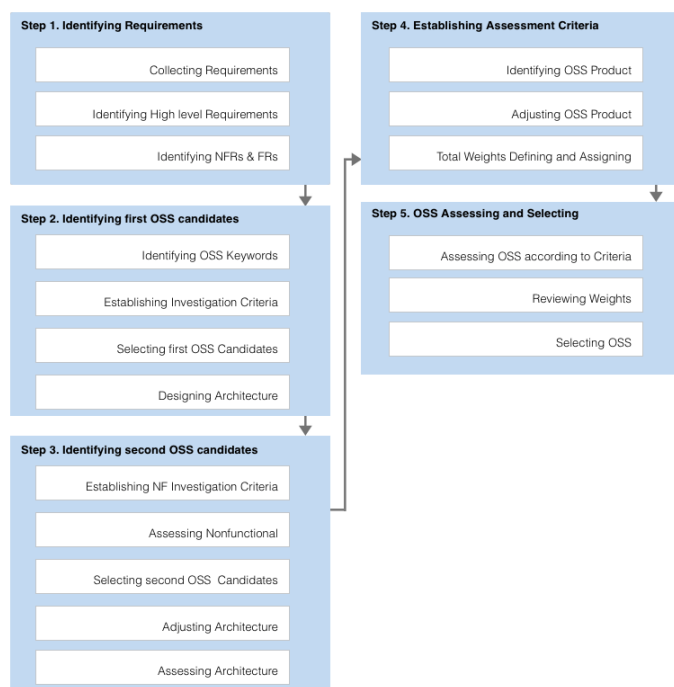 Step 1. Identifying Requirements
Collecting Requirements
Identifying High level Requirements
Identifying NFRs & FRs
Step 2. Identifying first OSS candidates
Identifying OSS Keywords
Establishing Investigation Criteria
Selecting first OSS Candidates
Designing Architecture
Step 3. Identifying second OSS candidates
Establishing NF Investigation Criteria
Assessing Nonfunctional
Selecting second OSS Candidates
Adjusting Architecture
Assessing Architecture
Step 4. Establishing Assessment Criteria
Identifying OSS Product
Adjusting OSS Product
Total Weights Defining and Assigning
Step 5. OSS Assessing and Selecting
Assessing OSS according to Criteria
Reviewing Weights
Selecting OSS